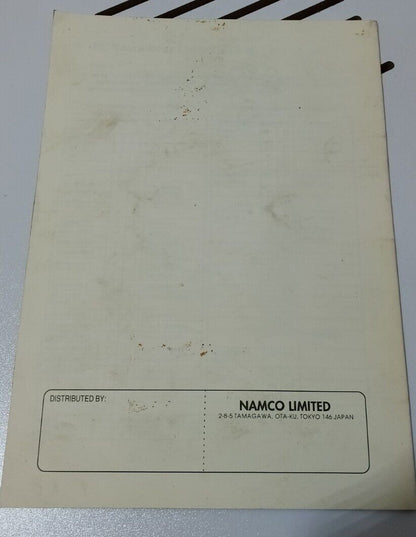 DISTRIBUTED BY:
NAMCO LIMITED
2-8-5 TAMAGAWA, OTA-KU, TOKYO 146 JAPAN